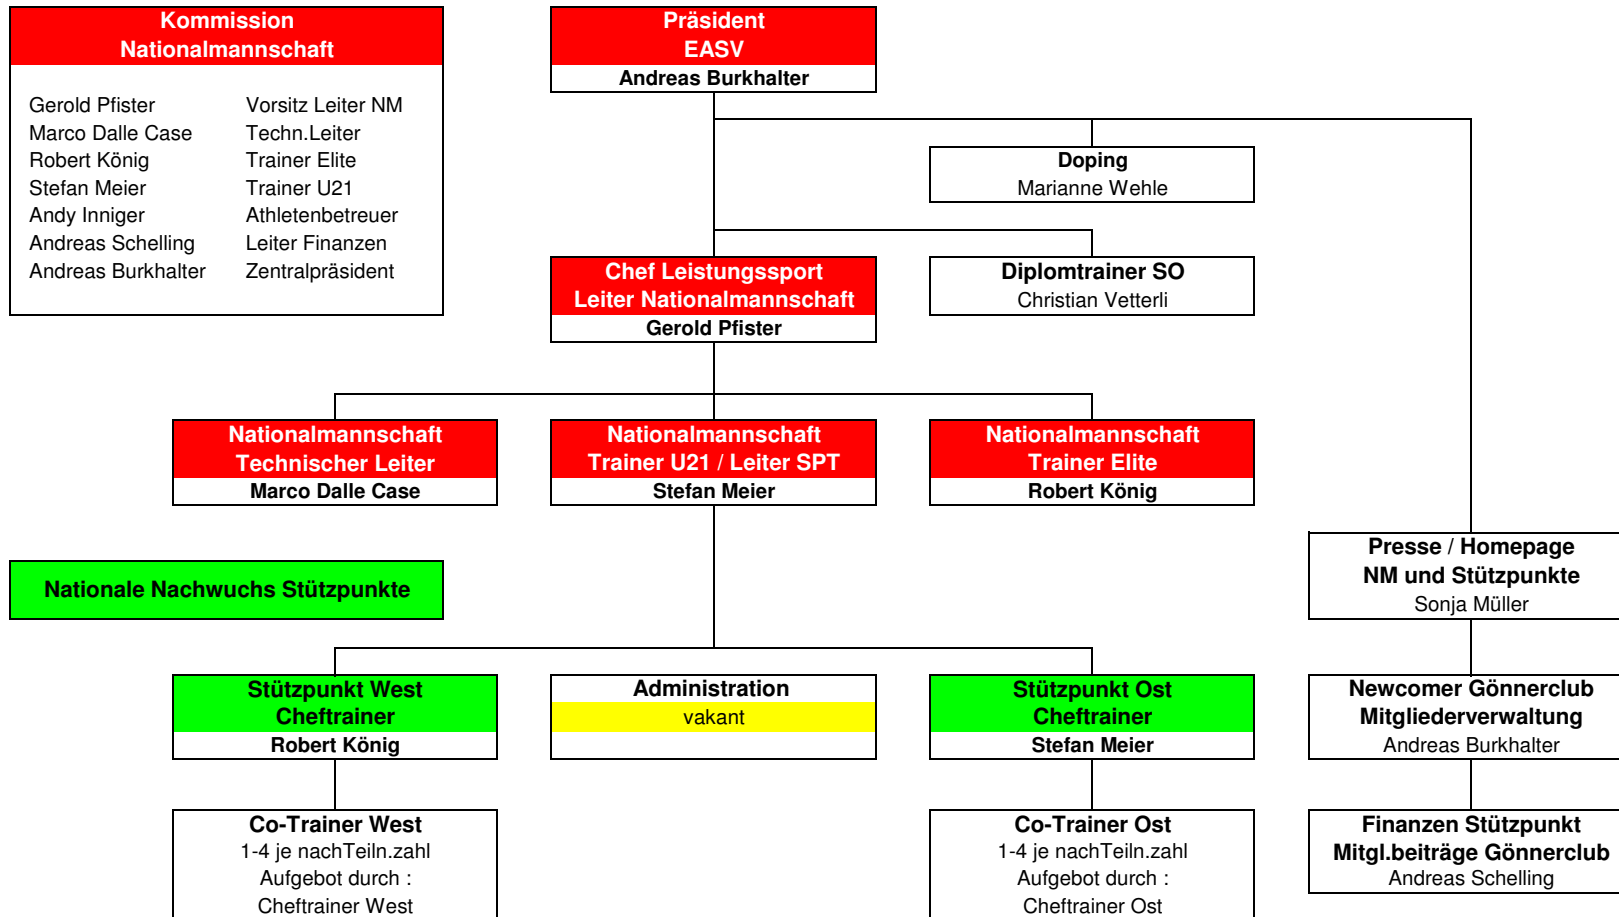 Kommission
Nationalmannschaft
Gerold Pfister Vorsitz Leiter NM
Marco Dalle Case Techn.Leiter
Robert König Trainer Elite
Stefan Meier Trainer U21
Andy Inniger Athletenbetreuer
Andreas Schelling Leiter Finanzen
Andreas Burkhalter Zentralpräsident
Präsident
EASV
Andreas Burkhalter
Doping
Marianne Wehle
Diplomtrainer SO
Christian Vetterli
Chef Leistungssport
Leiter Nationalmannschaft
Gerold Pfister
Nationalmannschaft
Technischer Leiter
Marco Dalle Case
Nationalmannschaft
Trainer U21 / Leiter SPT
Stefan Meier
Nationalmannschaft
Trainer Elite
Robert König
Presse / Homepage
NM und Stützpunkte
Sonja Müller
Nationale Nachwuchs Stützpunkte
Stützpunkt West
Cheftrainer
Robert König
Administration
vakant
Stützpunkt Ost
Cheftrainer
Stefan Meier
Newcomer Gönnerclub
Mitgliederverwaltung
Andreas Burkhalter
Co-Trainer West
1-4 je nachTeiln.zahl
Aufgebot durch :
Cheftrainer West
Co-Trainer Ost
1-4 je nachTeiln.zahl
Aufgebot durch :
Cheftrainer Ost
Finanzen Stützpunkt
Mitgl.beiträge Gönnerclub
Andreas Schelling